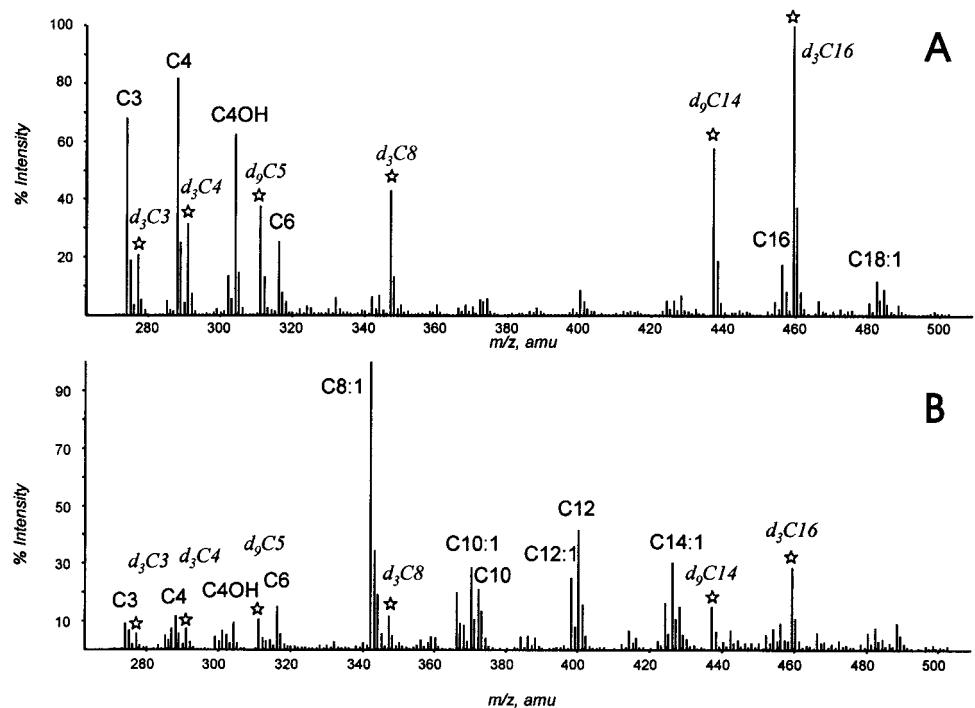 A
% Intensity
100
80
60
40
20
C3
d3C3
C4
d3C4
C4OH
d9C5
C6
d3C8
d9C14
C16
d3C16
C18:1
280 300 320 340 360 380 400 420 440 460 480 500
m/z, amu
B
% Intensity
90
70
50
30
10
C3
d3C3
C4
d3C4
C4OH
d9C5
C6
C8:1
d3C8
C10:1
C10
C12:1
C12
C14:1
d9C14
d3C16
280 300 320 340 360 380 400 420 440 460 480 500
m/z, amu